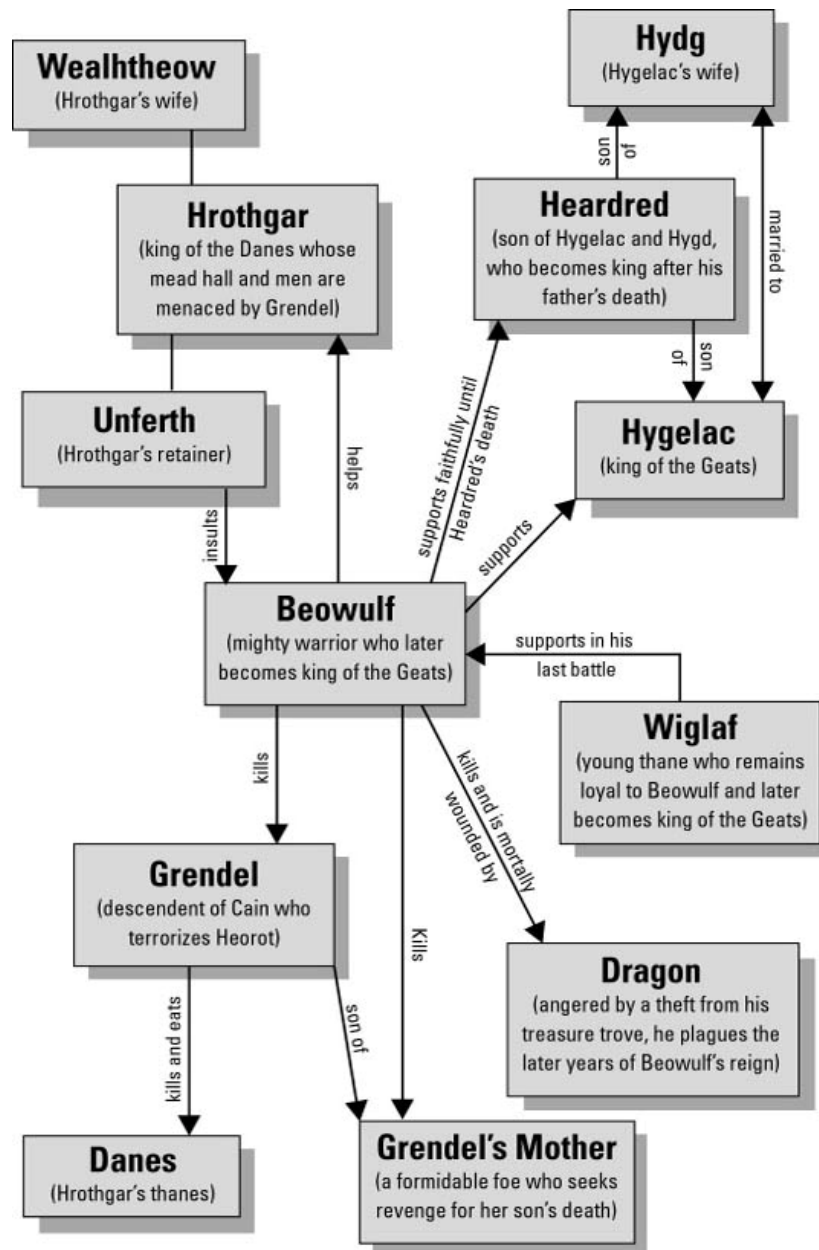 Wealhtheow
(Hrothgar's wife)
Hydg
(Hygelac's wife)
son
of
Hrothgar
(king of the Danes whose
mead hall and men are
menaced by Grendel)
Heardred
(son of Hygelac and Hygd,
who becomes king after his
father's death)
married to
son
of
Unferth
(Hrothgar's retainer)
helps
supports faithfully until
Heardred's death
Hygelac
(king of the Geats)
insults
supports
Beowulf
(mighty warrior who later
becomes king of the Geats)
supports in his
last battle
Wiglaf
(young thane who remains
loyal to Beowulf and later
becomes king of the Geats)
kills
kills and is mortally
wounded by
Grendel
(descendent of Cain who
terrorizes Heorot)
Kills
Dragon
(angered by a theft from his
treasure trove, he plagues the
later years of Beowulf's reign)
kills and eats
son of
Danes
(Hrothgar's thanes)
Grendel's Mother
(a formidable foe who seeks
revenge for her son's death)